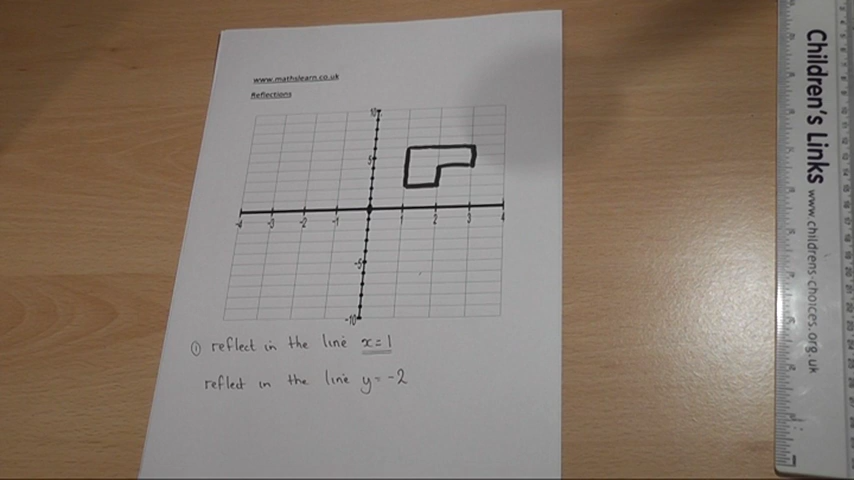 www.mathslearn.co.uk
Reflections
10
5
-4 -3 -2 -1 1 2 3 4
-5
-10
① reflect in the line x=1
reflect in the line y=-2
Children's Links www.childrens-choices.org.uk